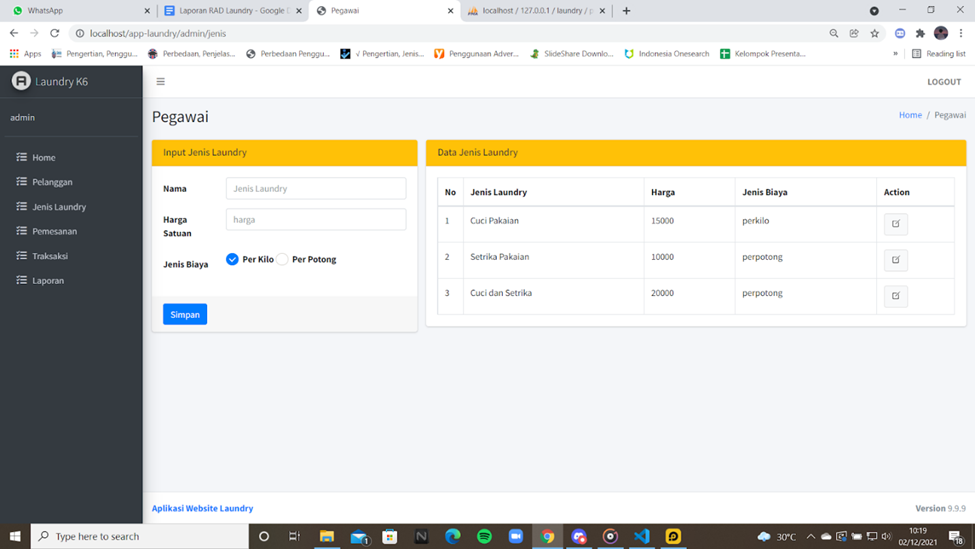 WhatsApp
Laporan RAD Laundry - Google D
Pegawai
localhost / 127.0.0.1 / laundry / p
localhost/app-laundry/admin/jenis
Apps
Pengertian, Penggu...
Perbedaan, Penjelas...
Perbedaan Penggu...
√ Pengertian, Jenis...
Penggunaan Adver...
SlideShare Downlo...
Indonesia Onesearch
Kelompok Presenta...
»
Reading list
Laundry K6
LOGOUT
admin
Home
Pelanggan
Jenis Laundry
Pemesanan
Traksaksi
Laporan
Pegawai
Home / Pegawai
Input Jenis Laundry
Nama
Jenis Laundry
Harga
Satuan
harga
Jenis Biaya
Per Kilo
Per Potong
Simpan
Data Jenis Laundry
No Jenis Laundry Harga Jenis Biaya Action
1 Cuci Pakaian 15000 perkilo
2 Setrika Pakaian 10000 perpotong
3 Cuci dan Setrika 20000 perpotong
Aplikasi Website Laundry
Version 9.9.9
Type here to search
30°C
10:19
02/12/2021